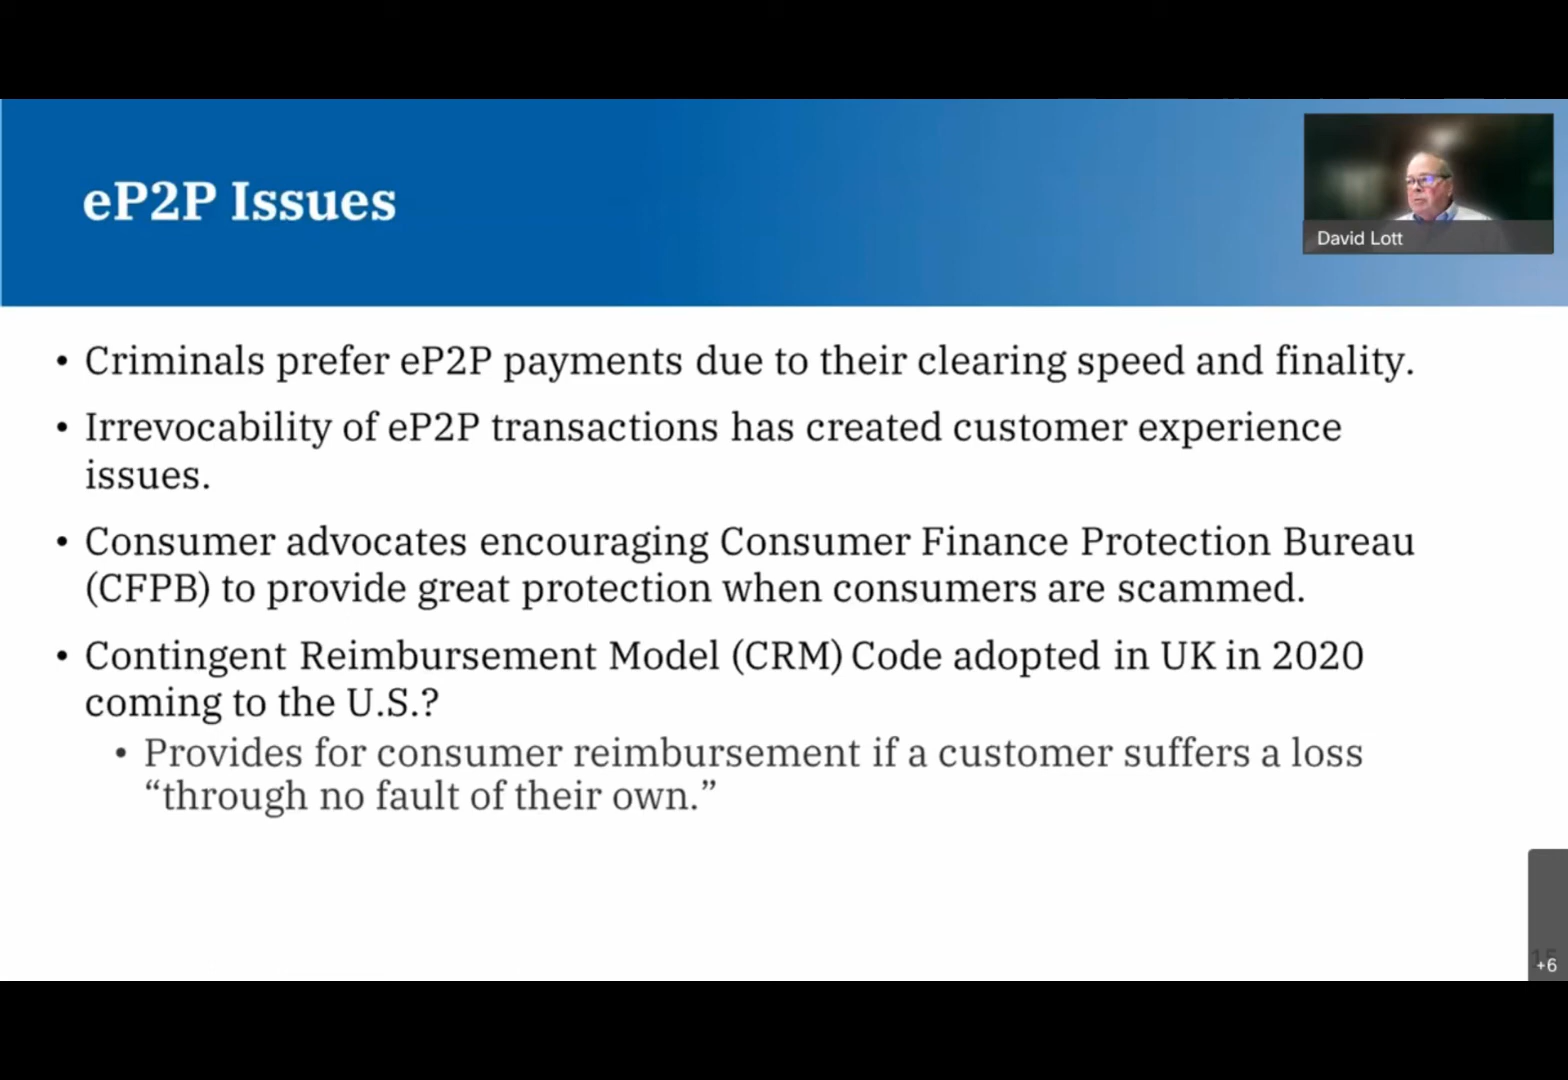 eP2P Issues
David Lott
• Criminals prefer eP2P payments due to their clearing speed and finality.
• Irrevocability of eP2P transactions has created customer experience
issues.
• Consumer advocates encouraging Consumer Finance Protection Bureau
(CFPB) to provide great protection when consumers are scammed.
• Contingent Reimbursement Model (CRM) Code adopted in UK in 2020
coming to the U.S.?
• Provides for consumer reimbursement if a customer suffers a loss
“through no fault of their own.”
+6